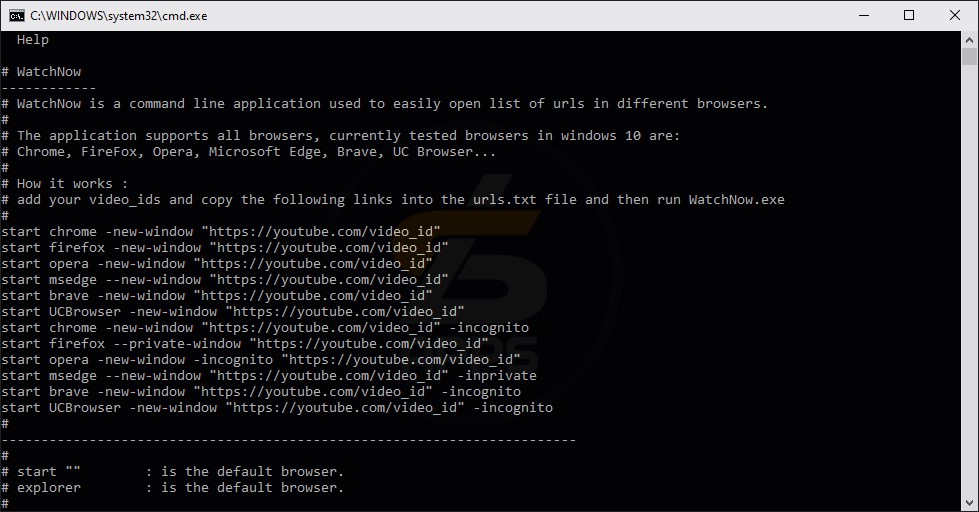 C:\WINDOWS\system32\cmd.exe
Help
# WatchNow
------------
# WatchNow is a command line application used to easily open list of urls in different browsers.
#
# The application supports all browsers, currently tested browsers in windows 10 are:
# Chrome, FireFox, Opera, Microsoft Edge, Brave, UC Browser...
#
# How it works :
# add your video_ids and copy the following links into the urls.txt file and then run WatchNow.exe
#
start chrome -new-window "https://youtube.com/video_id"
start firefox -new-window "https://youtube.com/video_id"
start opera -new-window "https://youtube.com/video_id"
start msedge --new-window "https://youtube.com/video_id"
start brave -new-window "https://youtube.com/video_id"
start UCBrowser -new-window "https://youtube.com/video_id"
start chrome -new-window "https://youtube.com/video_id" -incognito
start firefox --private-window "https://youtube.com/video_id"
start opera -new-window -incognito "https://youtube.com/video_id"
start msedge --new-window "https://youtube.com/video_id" -inprivate
start brave -new-window "https://youtube.com/video_id" -incognito
start UCBrowser -new-window "https://youtube.com/video_id" -incognito
#
------------------------------------------------------------------------
#
# start ""        : is the default browser.
# explorer        : is the default browser.
#